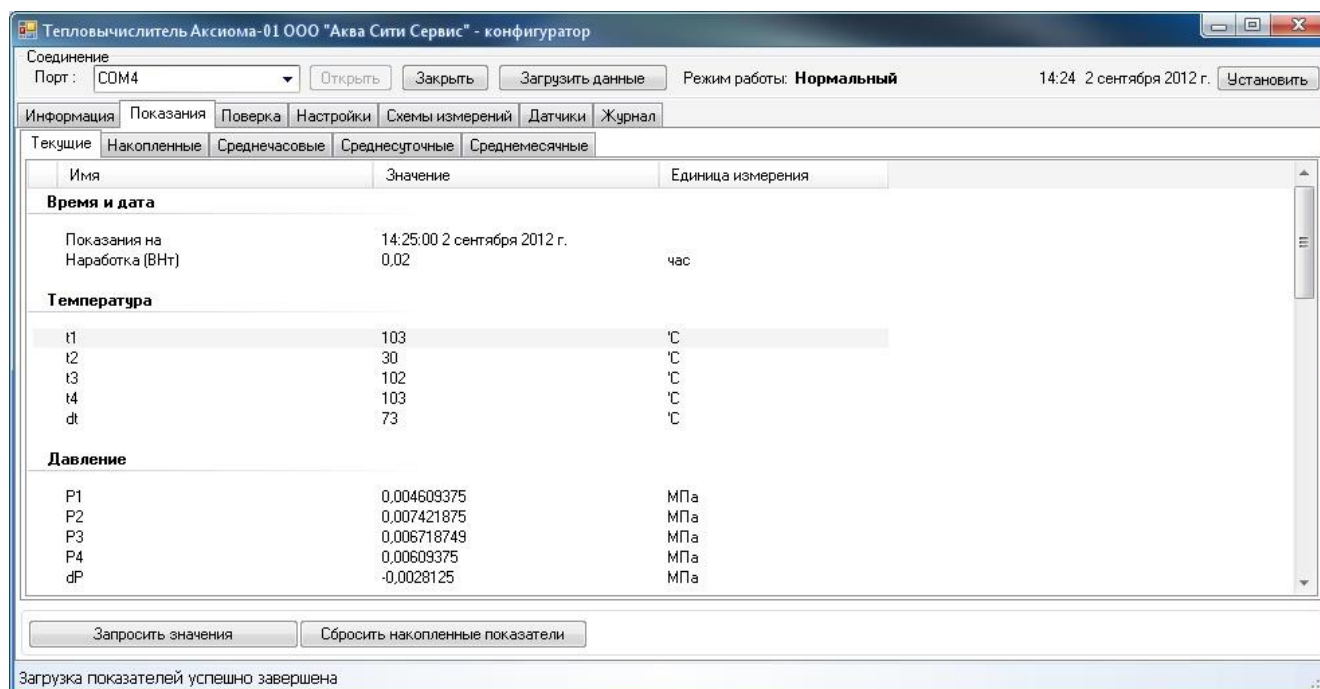 Тепловычислитель Аксиома-01 ООО "Аква Сити Сервис" - конфигуратор
Соединение
Порт : COM4 Открыть Закрыть Загрузить данные Режим работы: Нормальный 14:24 2 сентября 2012 г. Установить
Информация Показания Поверка Настройки Схемы измерений Датчики Журнал
Текущие Накопленные Среднечасовые Среднесуточные Среднемесячные
Имя Значение Единица измерения
Время и дата
Показания на 14:25:00 2 сентября 2012 г.
Наработка (ВНт) 0,02 час
Температура
t1 103 'C
t2 30 'C
t3 102 'C
t4 103 'C
dt 73 'C
Давление
P1 0,004609375 МПа
P2 0,007421875 МПа
P3 0,006718749 МПа
P4 0,00609375 МПа
dP -0,0028125 МПа
Запросить значения Сбросить накопленные показатели
Загрузка показателей успешно завершена